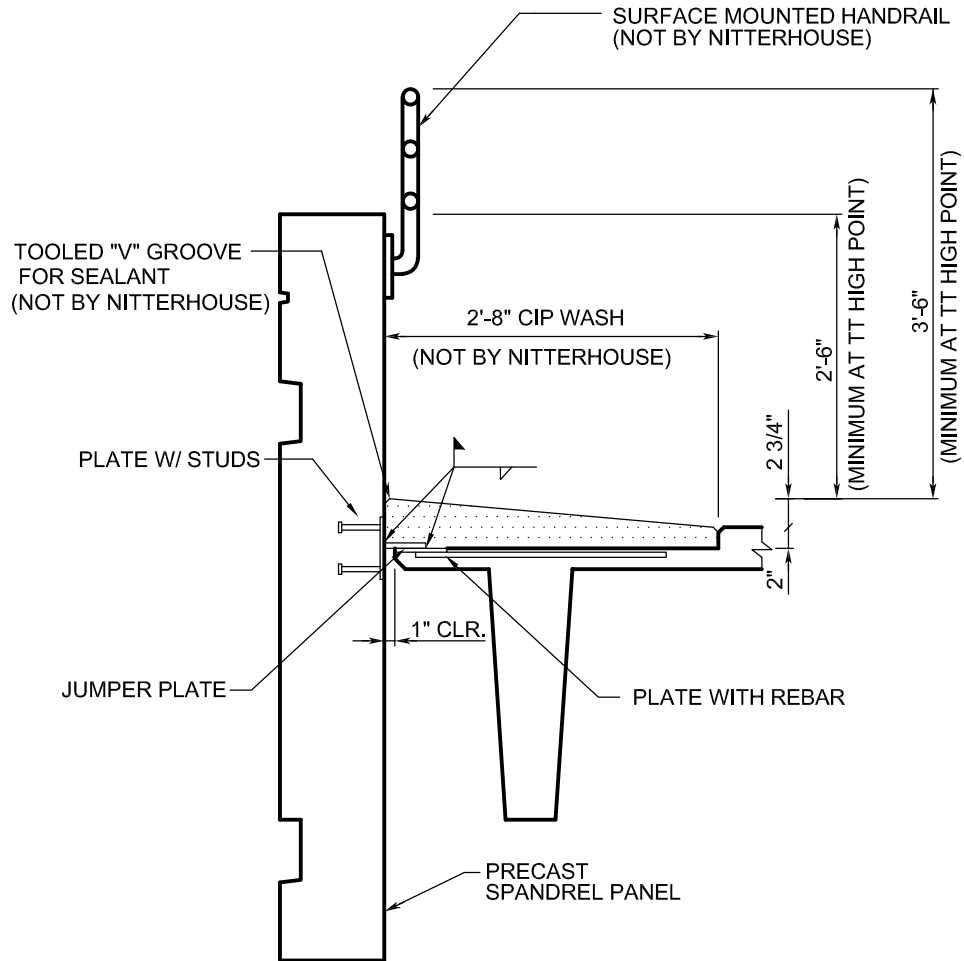 SURFACE MOUNTED HANDRAIL
(NOT BY NITTERHOUSE)
TOOLED "V" GROOVE
FOR SEALANT
(NOT BY NITTERHOUSE)
2'-8" CIP WASH
(NOT BY NITTERHOUSE)
2'-6"
(MINIMUM AT TT HIGH POINT)
3'-6"
(MINIMUM AT TT HIGH POINT)
PLATE W/ STUDS
2 3/4"
2"
1" CLR.
JUMPER PLATE
PLATE WITH REBAR
PRECAST
SPANDREL PANEL